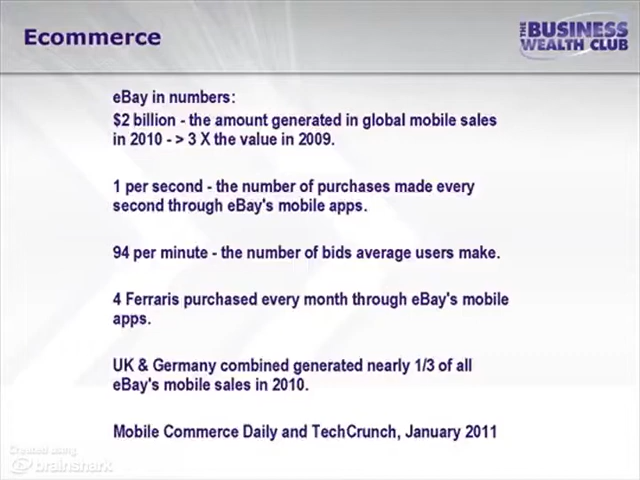 Ecommerce
THE BUSINESS
WEALTH CLUB
eBay in numbers:
$2 billion - the amount generated in global mobile sales
in 2010 - > 3 X the value in 2009.
1 per second - the number of purchases made every
second through eBay's mobile apps.
94 per minute - the number of bids average users make.
4 Ferraris purchased every month through eBay's mobile
apps.
UK & Germany combined generated nearly 1/3 of all
eBay's mobile sales in 2010.
Mobile Commerce Daily and TechCrunch, January 2011
Created using
brainshark